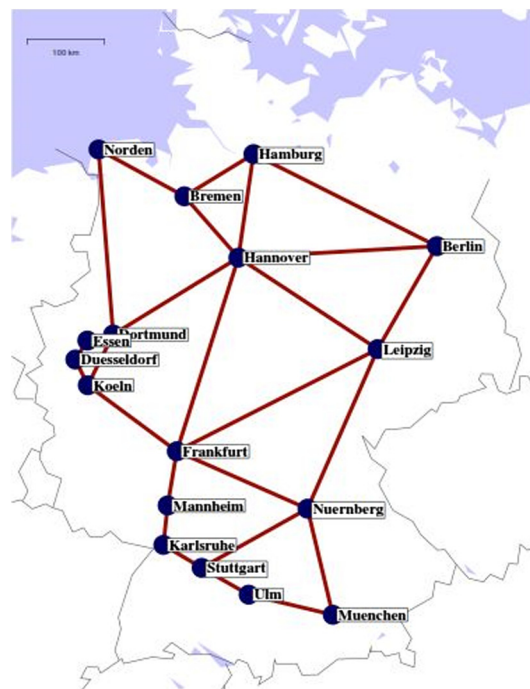 100 km
Norden
Hamburg
Bremen
Berlin
Hannover
Dortmund
Essen
Leipzig
Duesseldorf
Koeln
Frankfurt
Mannheim
Nuernberg
Karlsruhe
Stuttgart
Ulm
Muenchen